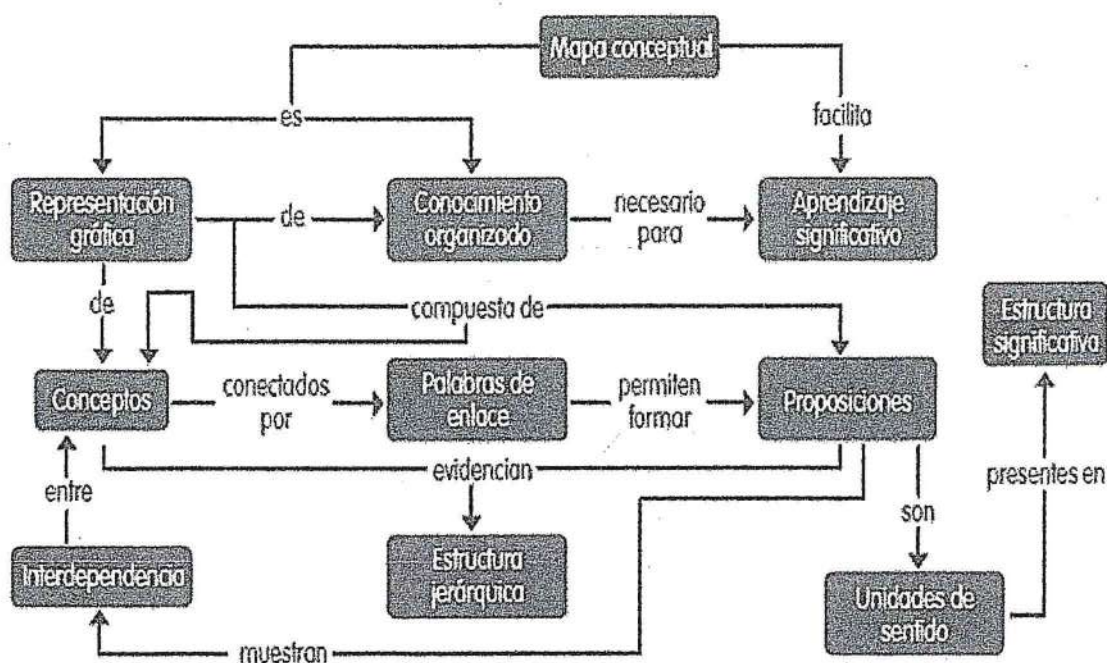 Mapa conceptual
es
facilita
Representación
gráfica
de
Conocimiento
organizado
necesario
para
Aprendizaje
significativo
de
compuesta de
Estructura
significativa
Conceptos
conectados
por
Palabras de
enlace
permiten
formar
Proposiciones
entre
evidencian
presentes en
son
Interdependencia
Estructura
jerárquica
Unidades de
sentido
muestran